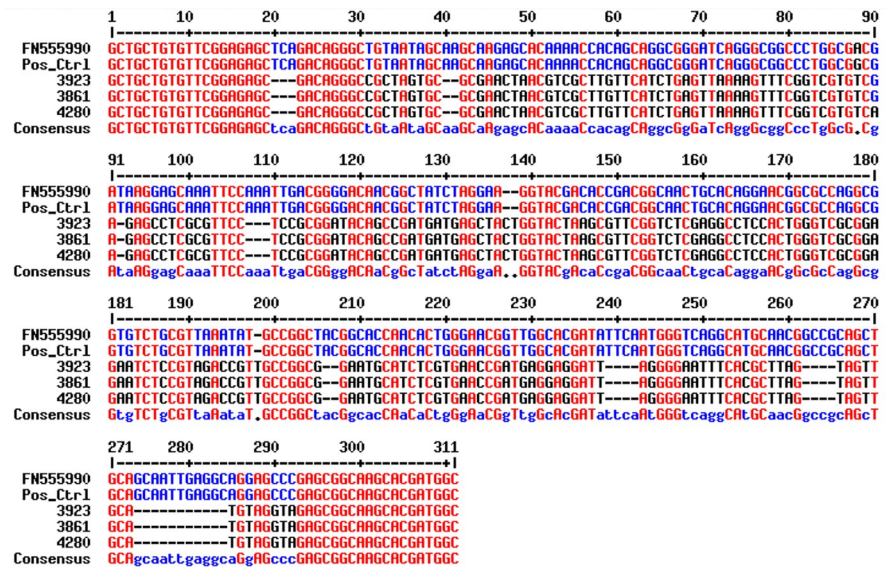 1 10 20 30 40 50 60 70 80 90
|--------+---------+---------+---------+---------+---------+---------+---------+---------|
FN555990 GCTGCTGTGTTCGGAGAGCTCAGACAGGGCTGTAATAGCAAGCAAGAGCACAAAACCACAGCAGGCGGGATCAGGGCGGCCCTGGCGACG
Pos_Ctrl GCTGCTGTGTTCGGAGAGCTCAGACAGGGCTGTAATAGCAAGCAAGAGCACAAAACCACAGCAGGCGGGATCAGGGCGGCCCTGGCGGCG
3923 GCTGCTGTGTTCGGAGAGC---GACAGGGCCGCTAGTGC--GCGAACTAACGTCGCTTGTTCATCTGAGTTAAAAGTTTCGGTCGTGTCG
3861 GCTGCTGTGTTCGGAGAGC---GACAGGGCCGCTAGTGC--GCGAACTAACGTCGCTTGTTCATCTGAGTTAAAAGTTTCGGTCGTGTCG
4280 GCTGCTGTGTTCGGAGAGC---GACAGGGCCGCTAGTGC--GCGAACTAACGTCGCTTGTTCATCTGAGTTAAAAGTTTCGGTCGTGTCA
Consensus GCTGCTGTGTTCGGAGAGCtcaGACAGGGCtGtaAtaGCaaGCaAgagcACaaaAccacagCAggcGggaTcAggGcggCccTggcG.Cg
91 100 110 120 130 140 150 160 170 180
|--------+---------+---------+---------+---------+---------+---------+---------+---------|
FN555990 ATAAGGAGCAAATTCCAAATTGACGGGGACAACGGCTATCTAGGAA--GGTACGACACCGACGGCAACTGCACAGGAACGGCGCCAGGCG
Pos_Ctrl ATAAGGAGCAAATTCCAAATTGACGGGGACAACGGCTATCTAGGAA--GGTACGACACCGACGGCAACTGCACAGGAACGGCGCCAGGCG
3923 A-GAGCCTCGCGTTCC---TCCGCGGATACAGCCGATGATGAGCTACTGGTACTAAGCGTTCGGTCTCGAGGCCTCCACTGGGTCGCGGA
3861 A-GAGCCTCGCGTTCC---TCCGCGGATACAGCCGATGATGAGCTACTGGTACTAAGCGTTCGGTCTCGAGGCCTCCACTGGGTCGCGGA
4280 A-GAGCCTCGCGTTCC---TCCGCGGATACAGCCGATGATGAGCTACTGGTACTAAGCGTTCGGTCTCGAGGCCTCCACTGGGTCGCGGA
Consensus AtaAGgagCaaaTTCCaaaTtgaCGGggACAaCGgcTatctAGgaA..GGTACgAcaCcGaCGGcaaCtgcaCaggaACgGcGcCaGgcg
181 190 200 210 220 230 240 250 260 270
|--------+---------+---------+---------+---------+---------+---------+---------+---------|
FN555990 GTGTCTGCGTTAAATAT-GCCGGCTACGGCACCAACACTGGGAACGGTTGGCACGATATTCAATGGGTCAGGCATGCAACGGCCGCAGCT
Pos_Ctrl GTGTCTGCGTTAAATAT-GCCGGCTACGGCACCAACACTGGGAACGGTTGGCACGATATTCAATGGGTCAGGCATGCAACGGCCGCAGCT
3923 GAATCTCCGTAGACCGTTGCCGGCG--GAATGCATCTCGTGAACCGATGAGGAGGATT----AGGGGAATTTCACGCTTAG----TAGTT
3861 GAATCTCCGTAGACCGTTGCCGGCG--GAATGCATCTCGTGAACCGATGAGGAGGATT----AGGGGAATTTCACGCTTAG----TAGTT
4280 GAATCTCCGTAGACCGTTGCCGGCG--GAATGCATCTCGTGAACCGATGAGGAGGATT----AGGGGAATTTCACGCTTAG----TAGTT
Consensus GtgTCTgCGTtaAataT.GCCGGCtacGgcacCAaCaCtGggAaCGgTtgGcAcGATattcaAtGGGtcaggcAtGCaacGgccgcAgCT
271 280 290 300 311
|--------+---------+---------+---------+|
FN555990 GCAGCAATTGAGGCAGGAGCCCGAGCGGCAAGCACGATGGC
Pos_Ctrl GCAGCAATTGAGGCAGGAGCCCGAGCGGCAAGCACGATGGC
3923 GCA-----------TGTAGGTAGAGCGGCAAGCACGATGGC
3861 GCA-----------TGTAGGTAGAGCGGCAAGCACGATGGC
4280 GCA-----------TGTAGGTAGAGCGGCAAGCACGATGGC
Consensus GCAgcaattgaggcaGgAGcccGAGCGGCAAGCACGATGGC